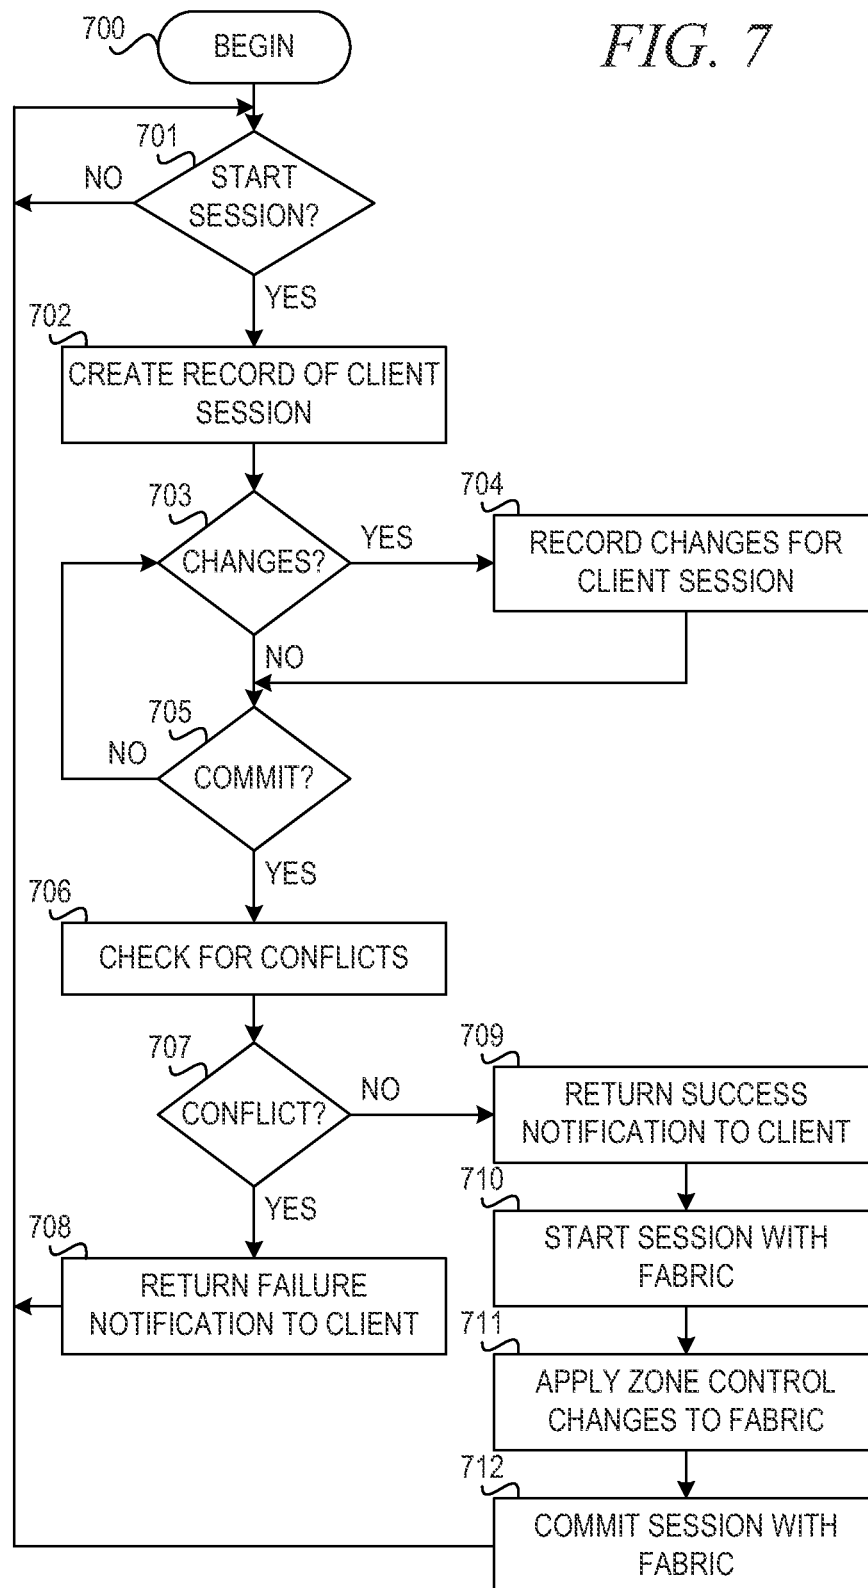 700
BEGIN
FIG. 7
701
START
SESSION?
NO
YES
702
CREATE RECORD OF CLIENT
SESSION
703
CHANGES?
YES
NO
704
RECORD CHANGES FOR
CLIENT SESSION
705
COMMIT?
NO
YES
706
CHECK FOR CONFLICTS
707
CONFLICT?
NO
YES
708
RETURN FAILURE
NOTIFICATION TO CLIENT
709
RETURN SUCCESS
NOTIFICATION TO CLIENT
710
START SESSION WITH
FABRIC
711
APPLY ZONE CONTROL
CHANGES TO FABRIC
712
COMMIT SESSION WITH
FABRIC